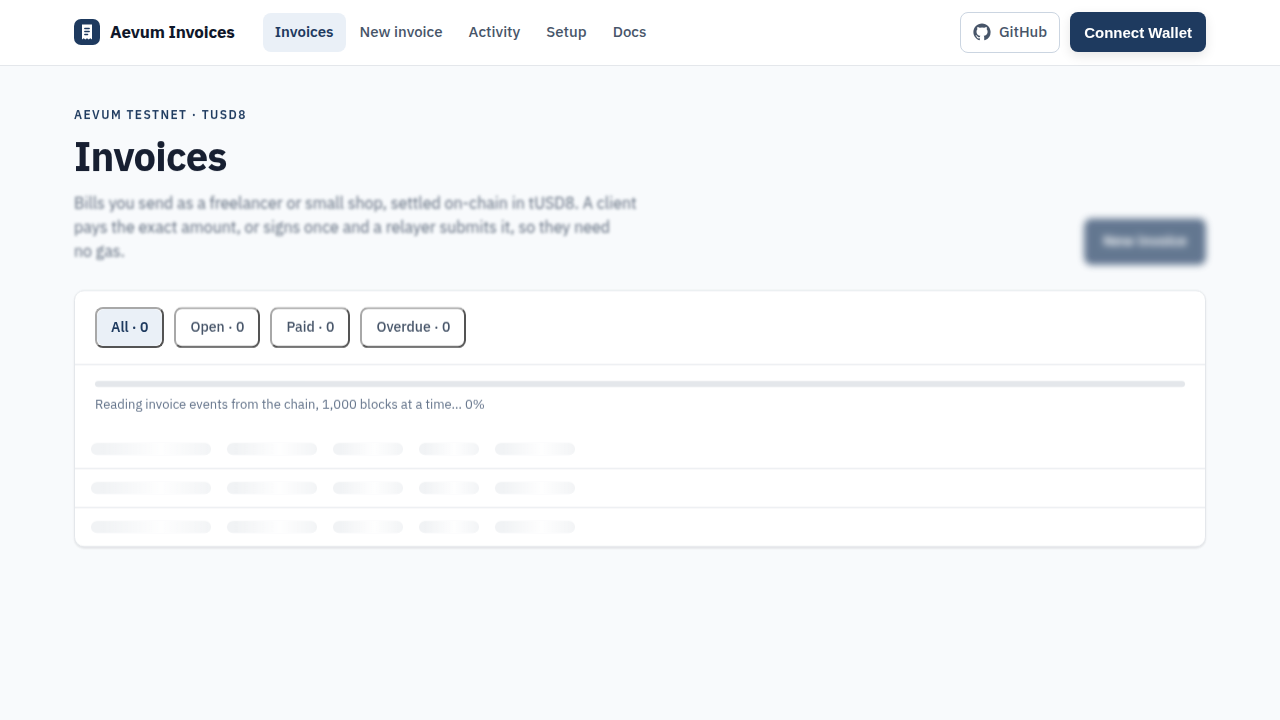 Aevum Invoices
Invoices
New invoice
Activity
Setup
Docs
GitHub
Connect Wallet
AEVUM TESTNET · TUSD8
Invoices
Bills you send as a freelancer or small shop, settled on-chain in tUSD8. A client
pays the exact amount, or signs once and a relayer submits it, so they need
no gas.
New Invoice
All · 0
Open · 0
Paid · 0
Overdue · 0
Reading invoice events from the chain, 1,000 blocks at a time… 0%